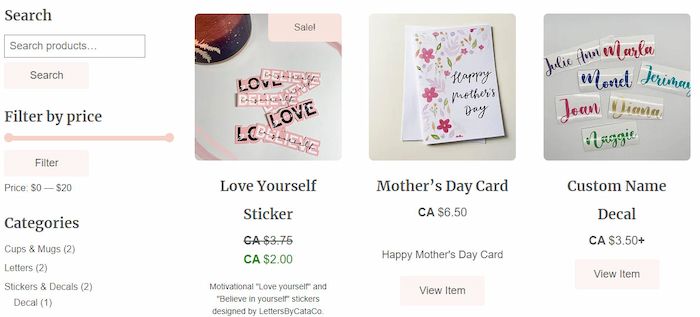 Search
Search products…
Search
Filter by price
Filter
Price: $0 — $20
Categories
Cups & Mugs (2)
Letters (2)
Stickers & Decals (2)
Decal (1)
Sale!
LOVE
LOVE
Love Yourself
Sticker
CA $3.75
CA $2.00
Motivational "Love yourself" and
"Believe in yourself" stickers
designed by LettersByCataCo.
Happy
Mother's
Day
Mother's Day Card
CA $6.50
Happy Mother's Day Card
View Item
Julie Ann
Marla
Monet
Jerimay
Joan
Diana
Maggie
Custom Name
Decal
CA $3.50+
View Item